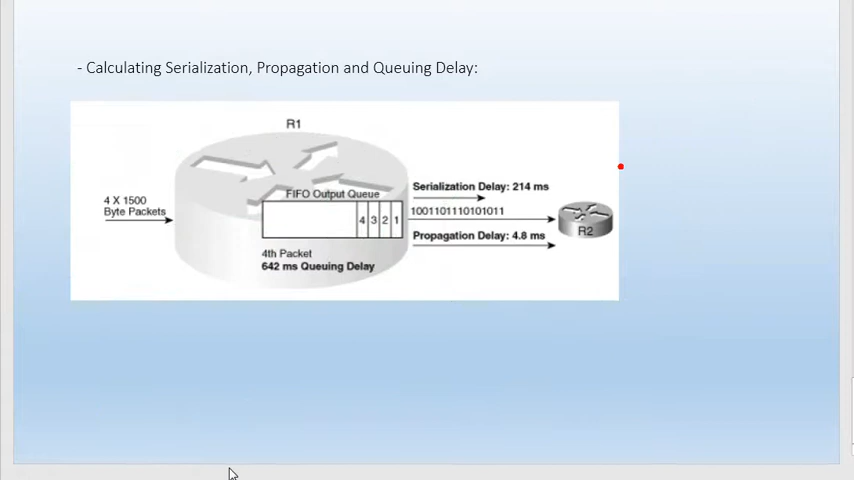 - Calculating Serialization, Propagation and Queuing Delay:
R1
4 X 1500
Byte Packets
FIFO Output Queue
4 3 2 1
4th Packet
642 ms Queuing Delay
Serialization Delay: 214 ms
1001101110101011
Propagation Delay: 4.8 ms
R2